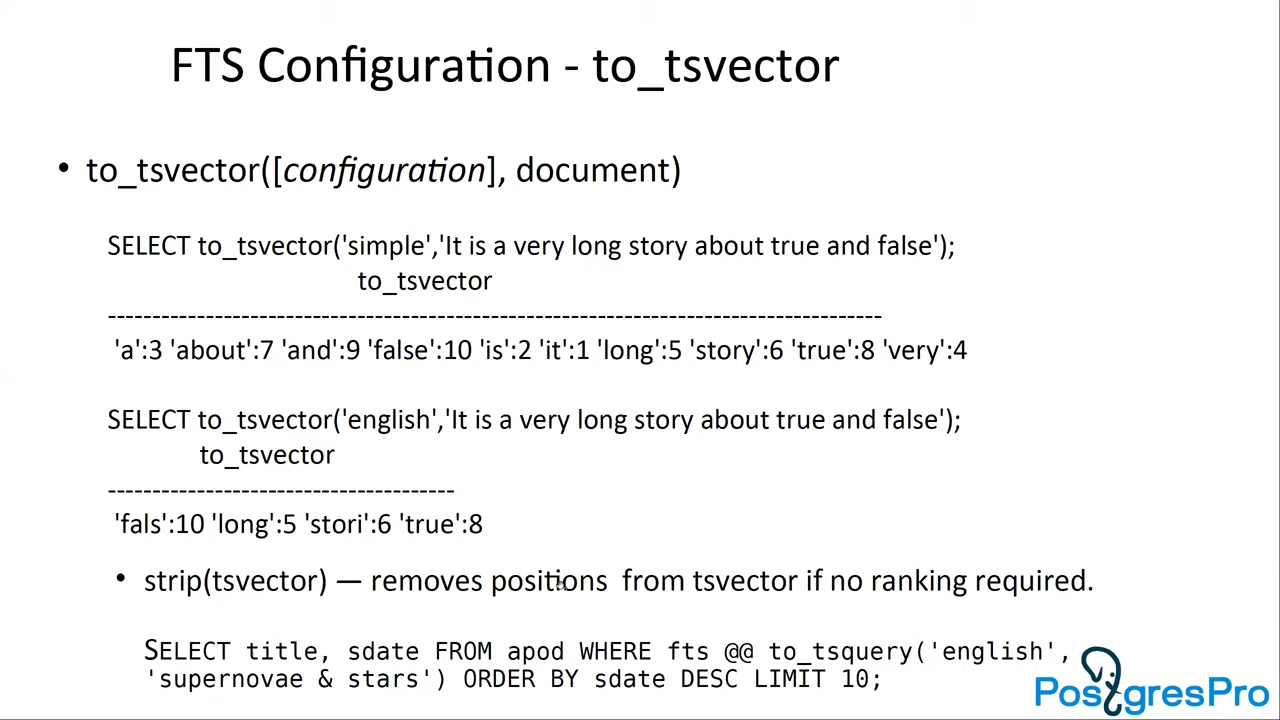 FTS Configuration - to_tsvector
• to_tsvector([configuration], document)
SELECT to_tsvector('simple','It is a very long story about true and false');
to_tsvector
--------------------------------------------------------------------------------------
'a':3 'about':7 'and':9 'false':10 'is':2 'it':1 'long':5 'story':6 'true':8 'very':4
SELECT to_tsvector('english','It is a very long story about true and false');
to_tsvector
---------------------------------------
'fals':10 'long':5 'stori':6 'true':8
• strip(tsvector) — removes positions from tsvector if no ranking required.
SELECT title, sdate FROM apod WHERE fts @@ to_tsquery('english',
'supernovae & stars') ORDER BY sdate DESC LIMIT 10;
PostgresPro